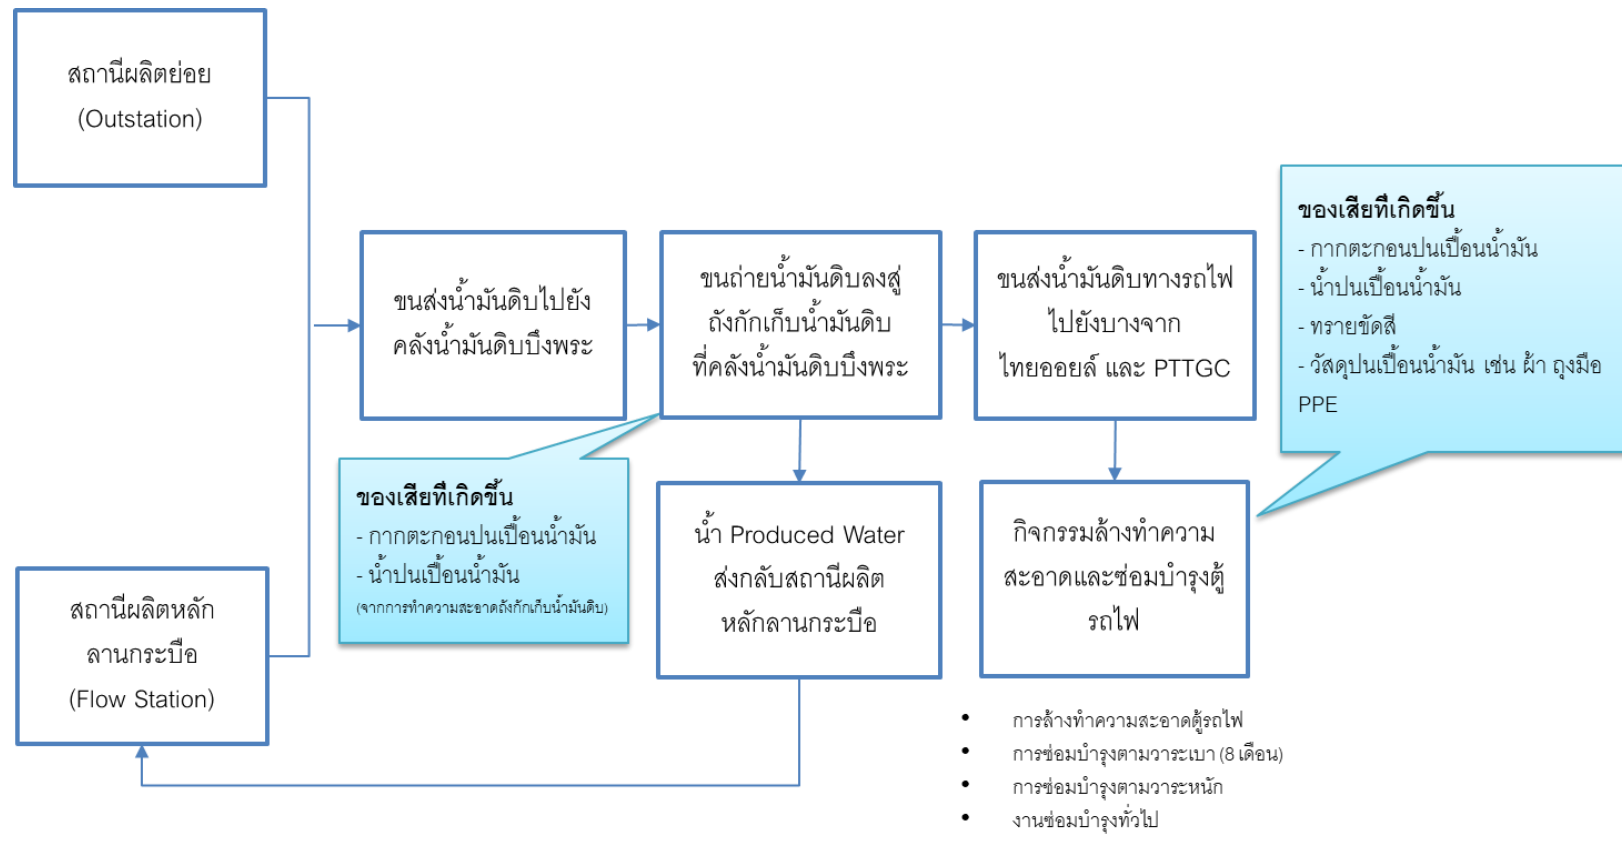 สถานีผลิตย่อย
(Outstation)
สถานีผลิตหลัก
ลานกระบือ
(Flow Station)
ขนส่งน้ำมันดิบไปยัง
คลังน้ำมันดิบบึงพระ
ขนถ่ายน้ำมันดิบลงสู่
ถังกักเก็บน้ำมันดิบ
ที่คลังน้ำมันดิบบึงพระ
ขนส่งน้ำมันดิบทางรถไฟ
ไปยังบางจาก
ไทยออยล์ และ PTTGC
ของเสียที่เกิดขึ้น
- กากตะกอนปนเปื้อนน้ำมัน
- น้ำปนเปื้อนน้ำมัน
- ทรายขัดสี
- วัสดุปนเปื้อนน้ำมัน เช่น ผ้า ถุงมือ
PPE
ของเสียที่เกิดขึ้น
- กากตะกอนปนเปื้อนน้ำมัน
- น้ำปนเปื้อนน้ำมัน
(จากการทำความสะอาดถังกักเก็บน้ำมันดิบ)
น้ำ Produced Water
ส่งกลับสถานีผลิต
หลักลานกระบือ
กิจกรรมล้างทำความ
สะอาดและซ่อมบำรุงตู้
รถไฟ
• การล้างทำความสะอาดตู้รถไฟ
• การซ่อมบำรุงตามวาระเบา (8 เดือน)
• การซ่อมบำรุงตามวาระหนัก
• งานซ่อมบำรุงทั่วไป